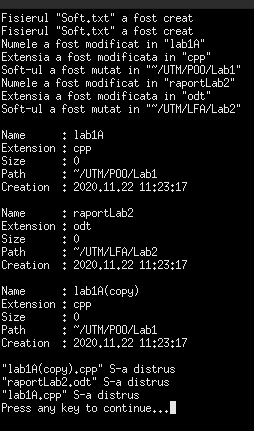 Fisierul "Soft.txt" a fost creat
Fisierul "Soft.txt" a fost creat
Numele a fost modificat in "lab1A"
Extensia a fost modificata in "cpp"
Soft-ul a fost mutat in "~/UTM/POO/Lab1"
Numele a fost modificat in "raportLab2"
Extensia a fost modificata in "odt"
Soft-ul a fost mutat in "~/UTM/LFA/Lab2"
Name : lab1A
Extension : cpp
Size : 0
Path : ~/UTM/POO/Lab1
Creation : 2020.11.22 11:23:17
Name : raportLab2
Extension : odt
Size : 0
Path : ~/UTM/LFA/Lab2
Creation : 2020.11.22 11:23:17
Name : lab1A(copy)
Extension : cpp
Size : 0
Path : ~/UTM/POO/Lab1
Creation : 2020.11.22 11:23:17
"lab1A(copy).cpp" S-a distrus
"raportLab2.odt" S-a distrus
"lab1A.cpp" S-a distrus
Press any key to continue...